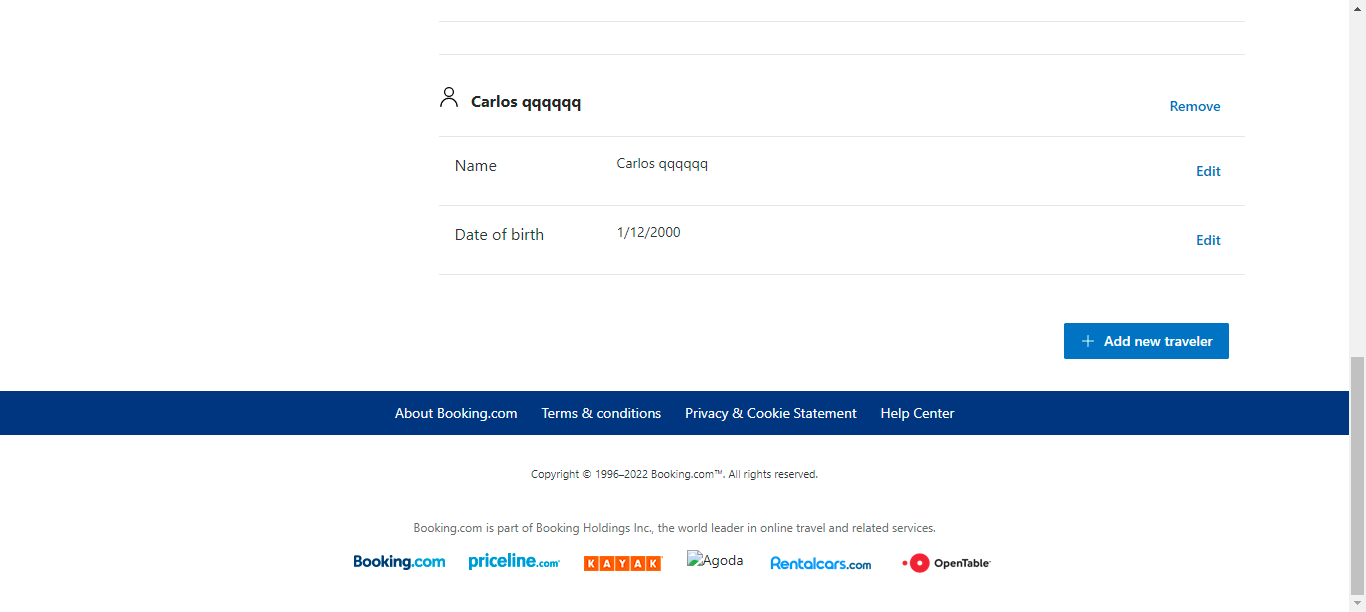 Carlos qqqqqq
Remove
Name Carlos qqqqqq Edit
Date of birth 1/12/2000 Edit
Add new traveler
About Booking.com Terms & conditions Privacy & Cookie Statement Help Center
Copyright © 1996–2022 Booking.com™. All rights reserved.
Booking.com is part of Booking Holdings Inc., the world leader in online travel and related services.
Booking.com priceline.com KAYAK Agoda Rentalcars.com OpenTable